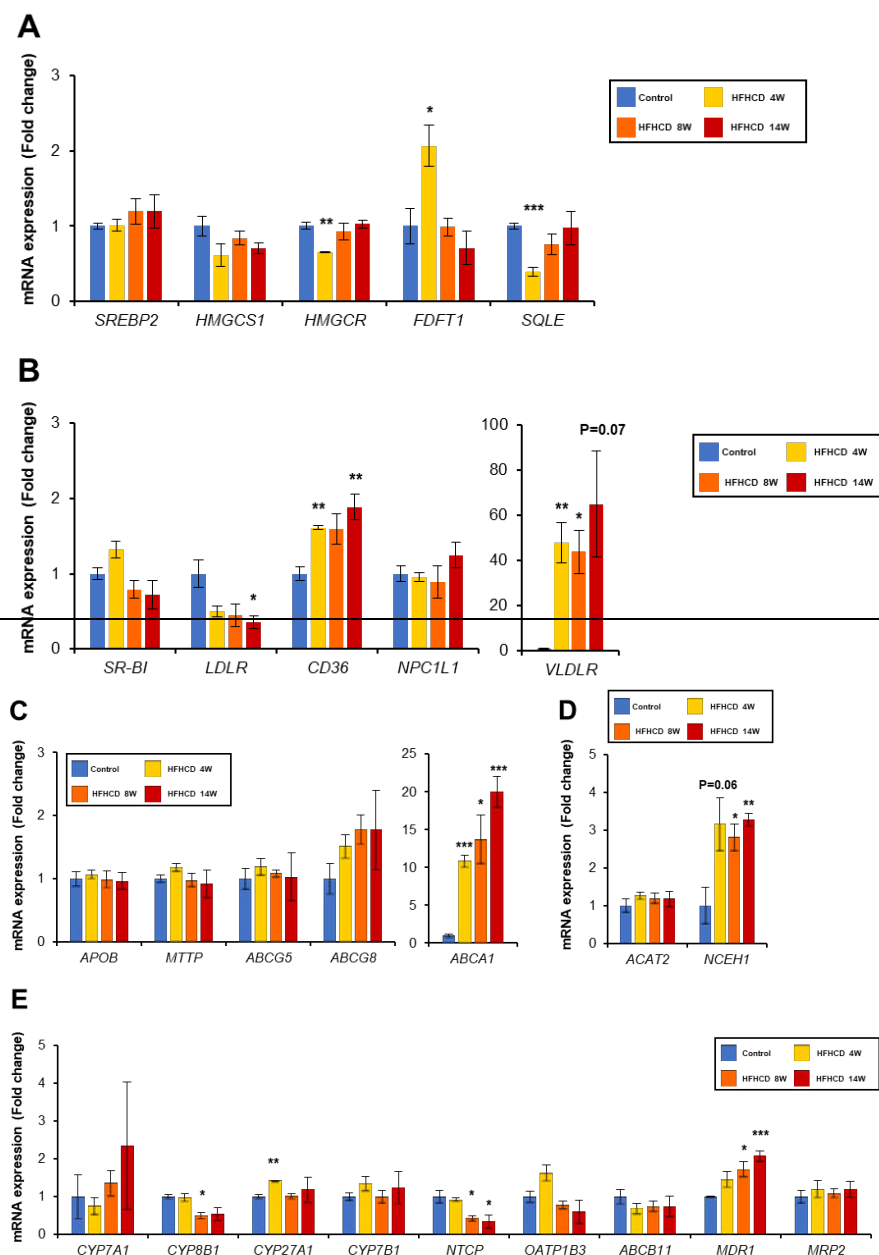 A
mRNA expression (Fold change)
3
2
1
0
Control
HFHCD 4W
HFHCD 8W
HFHCD 14W
**
*
***
SREBP2
HMGCS1
HMGCR
FDFT1
SQLE
B
mRNA expression (Fold change)
3
2
1
0
*
**
**
SR-BI
LDLR
CD36
NPC1L1
100
80
60
40
20
0
P=0.07
**
*
VLDLR
Control
HFHCD 4W
HFHCD 8W
HFHCD 14W
C
mRNA expression (Fold change)
3
2
1
0
Control
HFHCD 4W
HFHCD 8W
HFHCD 14W
APOB
MTTP
ABCG5
ABCG8
25
20
15
10
5
0
***
*
***
ABCA1
D
Control
HFHCD 4W
HFHCD 8W
HFHCD 14W
mRNA expression (Fold change)
5
4
3
2
1
0
P=0.06
*
**
ACAT2
NCEH1
E
mRNA expression (Fold change)
5
4
3
2
1
0
Control
HFHCD 4W
HFHCD 8W
HFHCD 14W
*
**
*
*
*
***
CYP7A1
CYP8B1
CYP27A1
CYP7B1
NTCP
OATP1B3
ABCB11
MDR1
MRP2